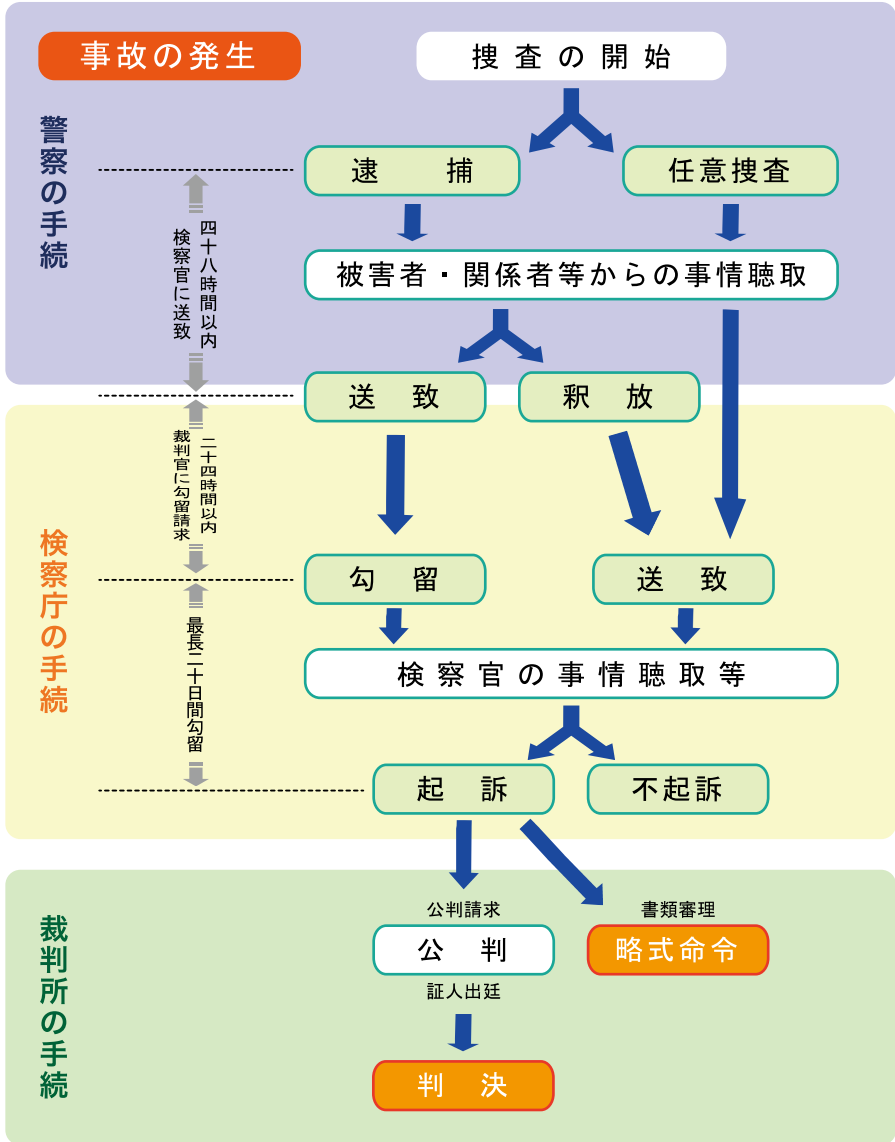 事故の発生
捜査の開始
警察の手続
逮捕
任意捜査
四十八時間以内
検察官に送致
被害者・関係者等からの事情聴取
送致
釈放
二十四時間以内
裁判官に勾留請求
検察庁の手続
勾留
送致
最長二十日間勾留
検察官の事情聴取等
起訴
不起訴
裁判所の手続
公判請求
公判
証人出廷
書類審理
略式命令
判決